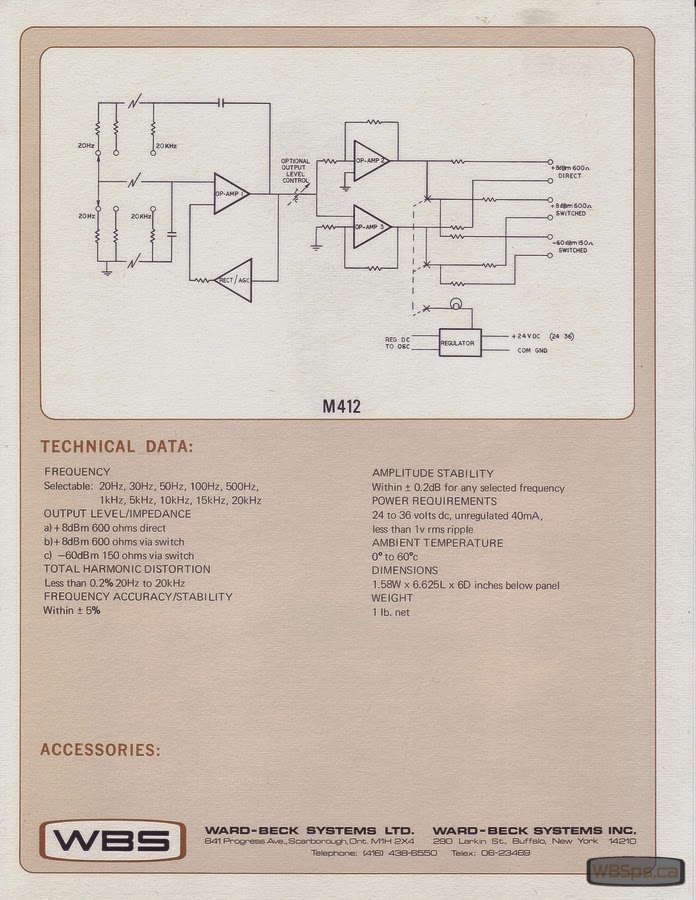 20Hz
20KHz
20Hz
20KHz
OP-AMP 1
RECT/AGC
OPTIONAL
OUTPUT
LEVEL
CONTROL
OP-AMP 2
OP-AMP 3
+8dBm 600Ω
DIRECT
+8dBm 600Ω
SWITCHED
-60dBm 150Ω
SWITCHED
REG DC
TO OSC
REGULATOR
+24VDC (24 36)
COM GND
M412
TECHNICAL DATA:
FREQUENCY
Selectable: 20Hz, 30Hz, 50Hz, 100Hz, 500Hz,
1kHz, 5kHz, 10kHz, 15kHz, 20kHz
OUTPUT LEVEL/IMPEDANCE
a)+8dBm 600 ohms direct
b)+8dBm 600 ohms via switch
c) −60dBm 150 ohms via switch
TOTAL HARMONIC DISTORTION
Less than 0.2% 20Hz to 20kHz
FREQUENCY ACCURACY/STABILITY
Within ± 5%
AMPLITUDE STABILITY
Within ± 0.2dB for any selected frequency
POWER REQUIREMENTS
24 to 36 volts dc, unregulated 40mA,
less than 1v rms ripple
AMBIENT TEMPERATURE
0° to 60°c
DIMENSIONS
1.58W x 6.625L x 6D inches below panel
WEIGHT
1 lb. net
ACCESSORIES:
WBS
WARD-BECK SYSTEMS LTD. WARD-BECK SYSTEMS INC.
841 Progress Ave., Scarborough, Ont. M1H 2X4 290 Larkin St., Buffalo, New York 14210
Telephone: (416) 438-6550 Telex: 06-23469
WBSps.ca